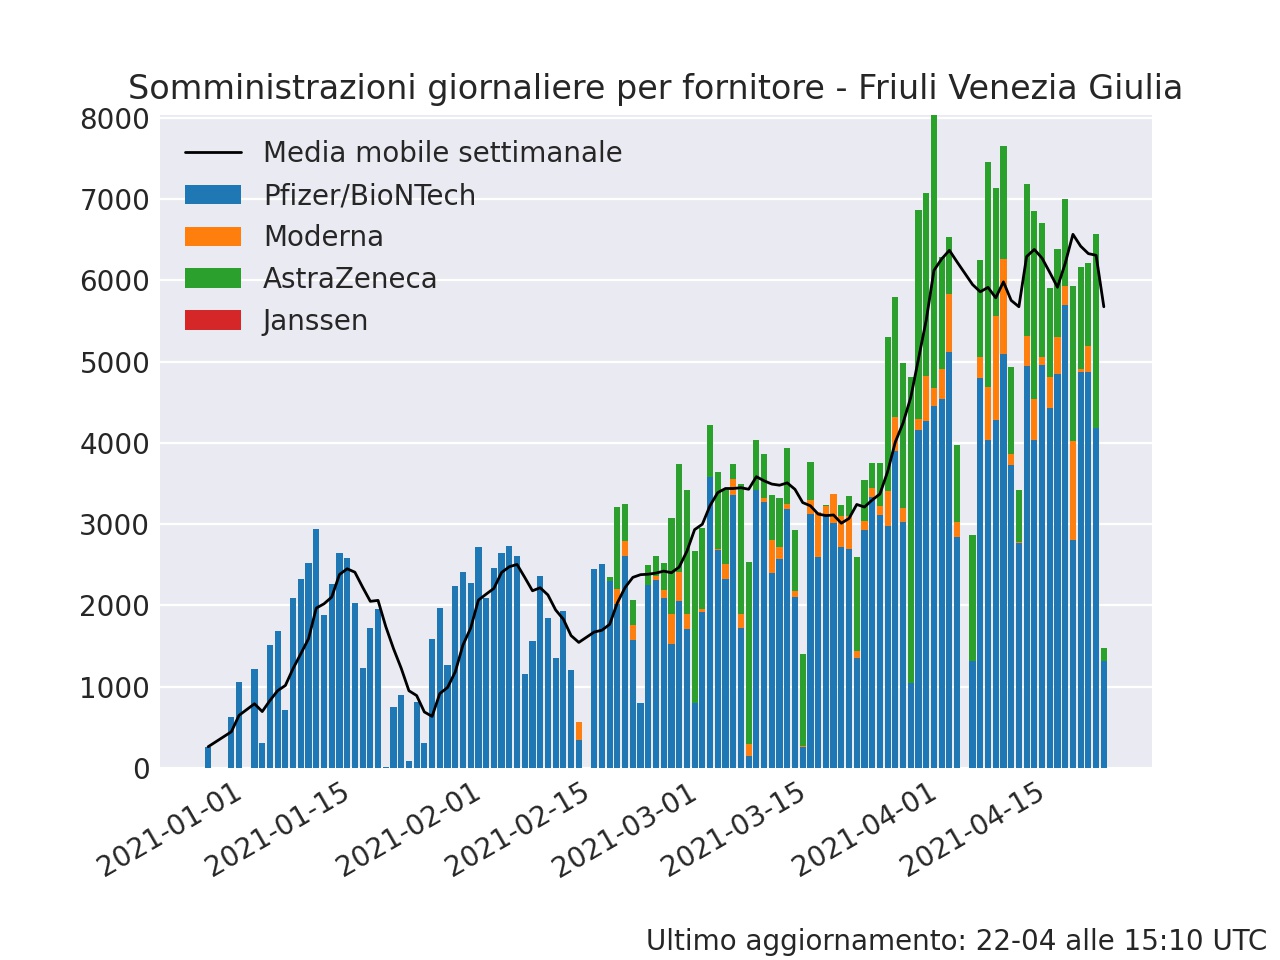 Somministrazioni giornaliere per fornitore - Friuli Venezia Giulia
8000
7000
6000
5000
4000
3000
2000
1000
0
Media mobile settimanale
Pfizer/BioNTech
Moderna
AstraZeneca
Janssen
2021-01-01
2021-01-15
2021-02-01
2021-02-15
2021-03-01
2021-03-15
2021-04-01
2021-04-15
Ultimo aggiornamento: 22-04 alle 15:10 UTC